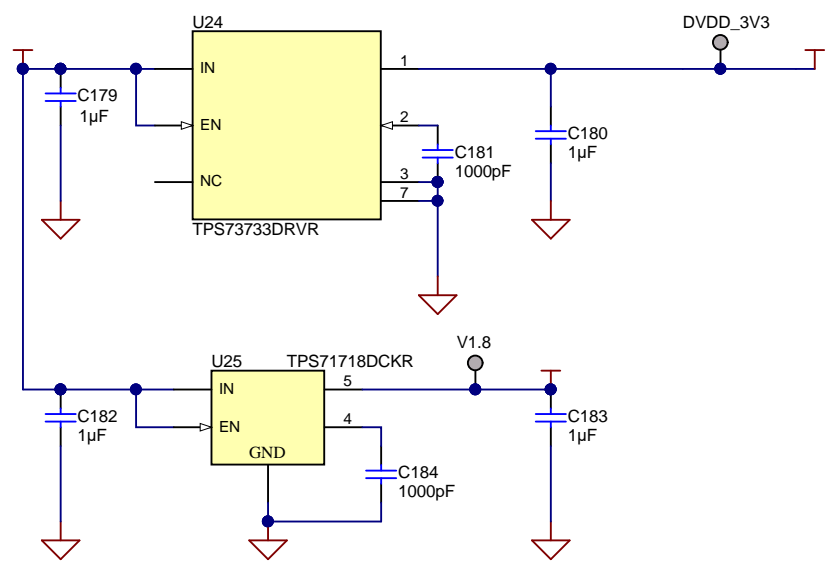 U24
DVDD_3V3
IN
1
C179
1µF
EN
2
C180
1µF
C181
1000pF
NC
3
7
TPS73733DRVR
V1.8
U25
TPS71718DCKR
IN
5
C182
1µF
EN
4
C183
1µF
GND
C184
1000pF